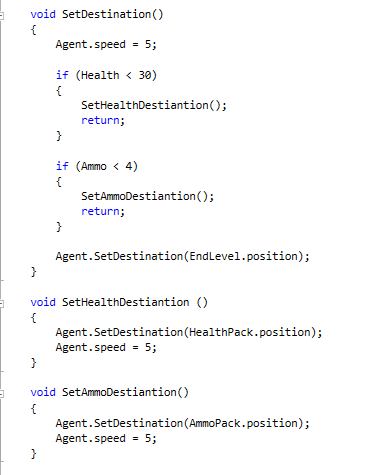 void SetDestination()
{
Agent.speed = 5;
if (Health < 30)
{
SetHealthDestiantion();
return;
}
if (Ammo < 4)
{
SetAmmoDestiantion();
return;
}
Agent.SetDestination(EndLevel.position);
}
void SetHealthDestiantion ()
{
Agent.SetDestination(HealthPack.position);
Agent.speed = 5;
}
void SetAmmoDestiantion()
{
Agent.SetDestination(AmmoPack.position);
Agent.speed = 5;
}